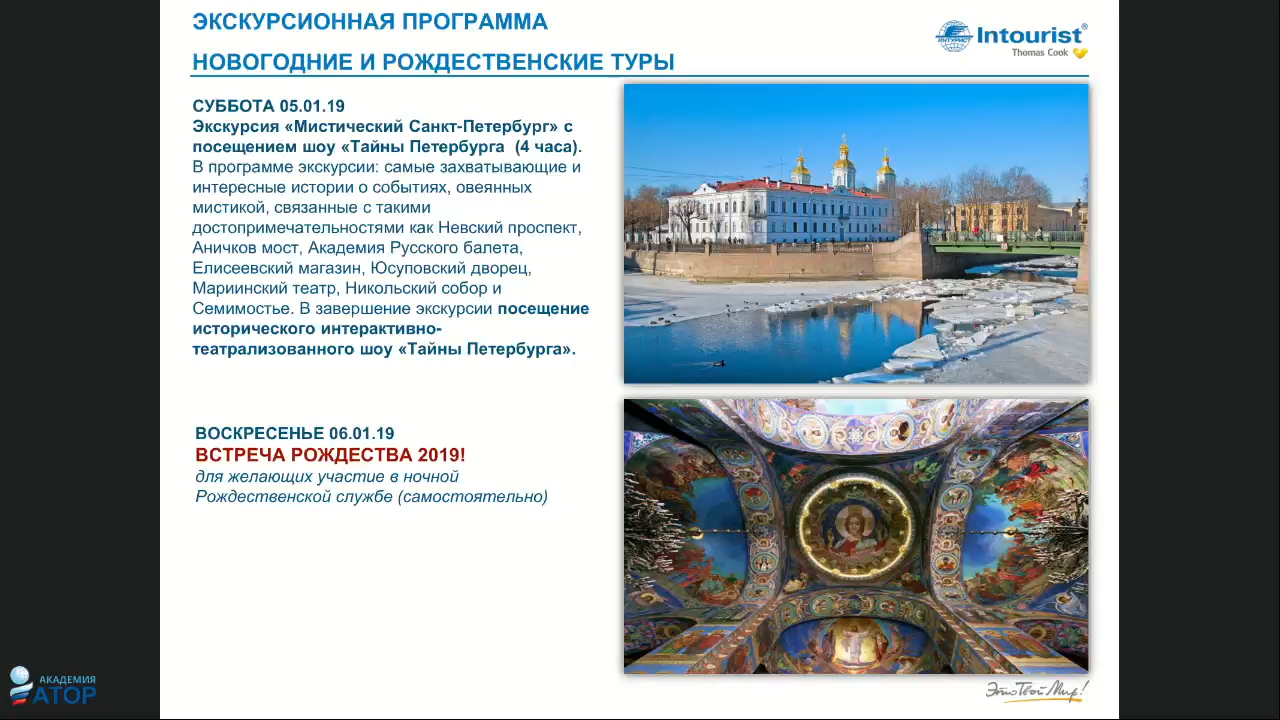 ЭКСКУРСИОННАЯ ПРОГРАММА
НОВОГОДНИЕ И РОЖДЕСТВЕНСКИЕ ТУРЫ
ИНТУРИСТ
Intourist®
Thomas Cook
СУББОТА 05.01.19
Экскурсия «Мистический Санкт-Петербург» с
посещением шоу «Тайны Петербурга (4 часа).
В программе экскурсии: самые захватывающие и
интересные истории о событиях, овеянных
мистикой, связанные с такими
достопримечательностями как Невский проспект,
Аничков мост, Академия Русского балета,
Елисеевский магазин, Юсуповский дворец,
Мариинский театр, Никольский собор и
Семимостье. В завершение экскурсии посещение
исторического интерактивно-
театрализованного шоу «Тайны Петербурга».
ВОСКРЕСЕНЬЕ 06.01.19
ВСТРЕЧА РОЖДЕСТВА 2019!
для желающих участие в ночной
Рождественской службе (самостоятельно)
Это Твой Мир!
АКАДЕМИЯ
АТОР